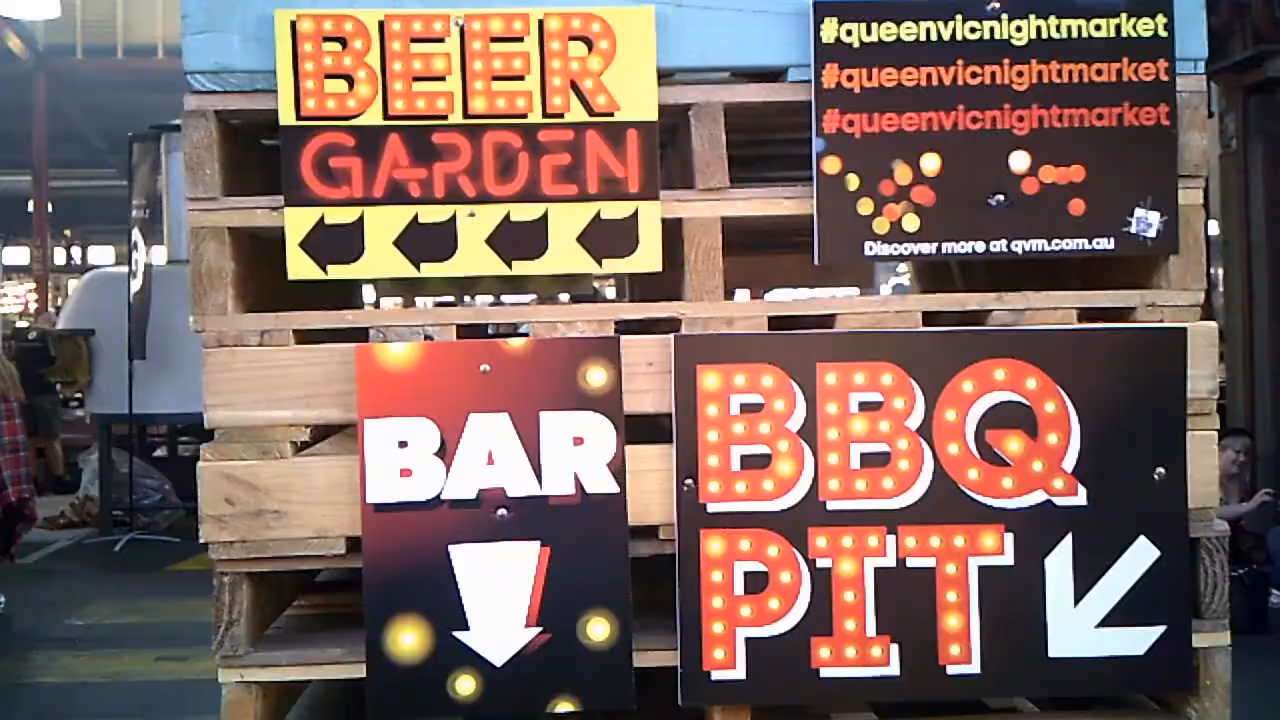 BEER
GARDEN
#queenvicnightmarket
#queenvicnightmarket
#queenvicnightmarket
Discover more at qvm.com.au
BAR
BBQ
PIT